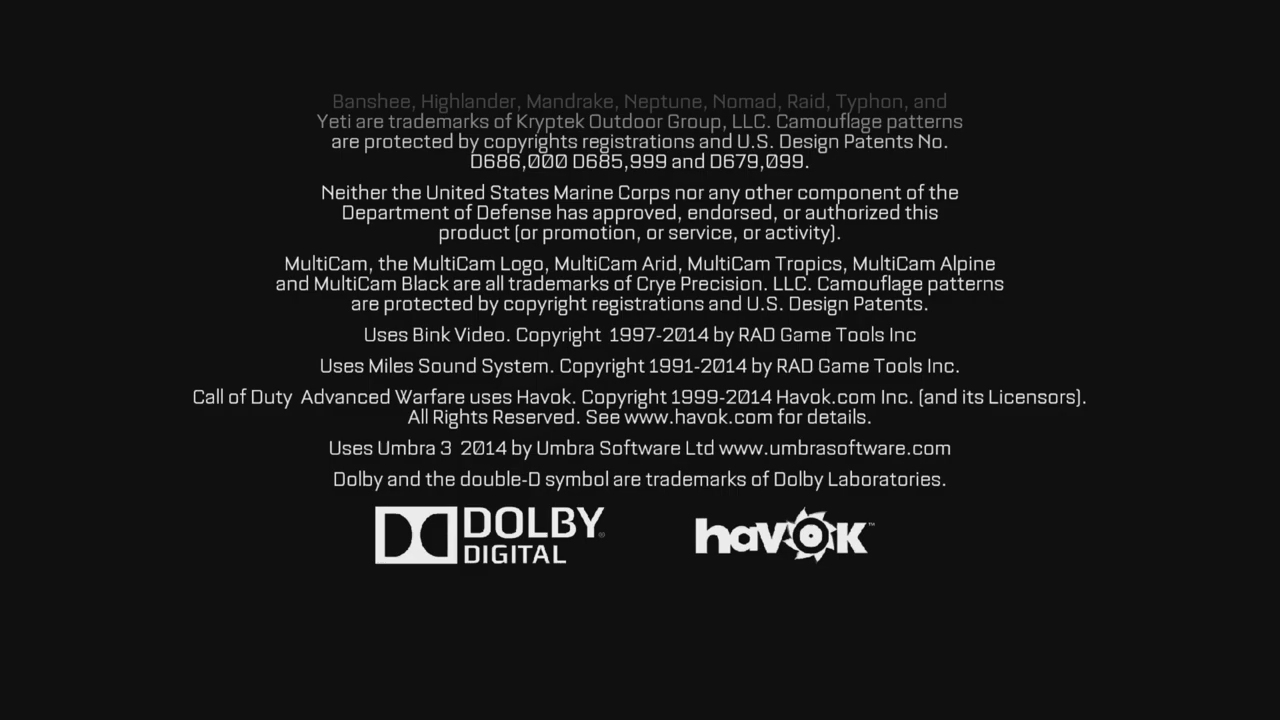 Banshee, Highlander, Mandrake, Neptune, Nomad, Raid, Typhon, and
Yeti are trademarks of Kryptek Outdoor Group, LLC. Camouflage patterns
are protected by copyrights registrations and U.S. Design Patents No.
D686,000 D685,999 and D679,099.
Neither the United States Marine Corps nor any other component of the
Department of Defense has approved, endorsed, or authorized this
product (or promotion, or service, or activity).
MultiCam, the MultiCam Logo, MultiCam Arid, MultiCam Tropics, MultiCam Alpine
and MultiCam Black are all trademarks of Crye Precision. LLC. Camouflage patterns
are protected by copyright registrations and U.S. Design Patents.
Uses Bink Video. Copyright 1997-2014 by RAD Game Tools Inc
Uses Miles Sound System. Copyright 1991-2014 by RAD Game Tools Inc.
Call of Duty Advanced Warfare uses Havok. Copyright 1999-2014 Havok.com Inc. (and its Licensors).
All Rights Reserved. See www.havok.com for details.
Uses Umbra 3 2014 by Umbra Software Ltd www.umbrasoftware.com
Dolby and the double-D symbol are trademarks of Dolby Laboratories.
DOLBY®
DIGITAL
havok™